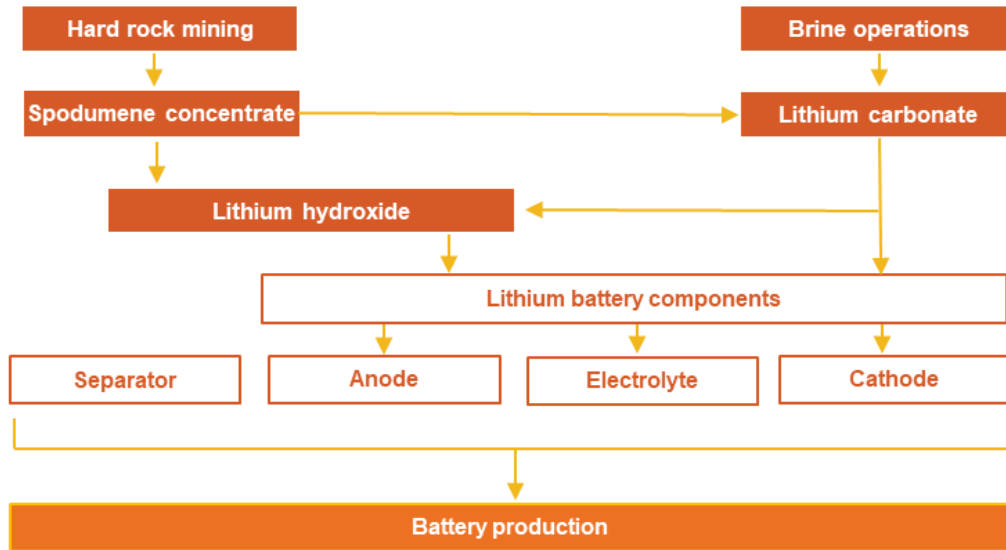 Hard rock mining
Brine operations
Spodumene concentrate
Lithium carbonate
Lithium hydroxide
Lithium battery components
Separator
Anode
Electrolyte
Cathode
Battery production